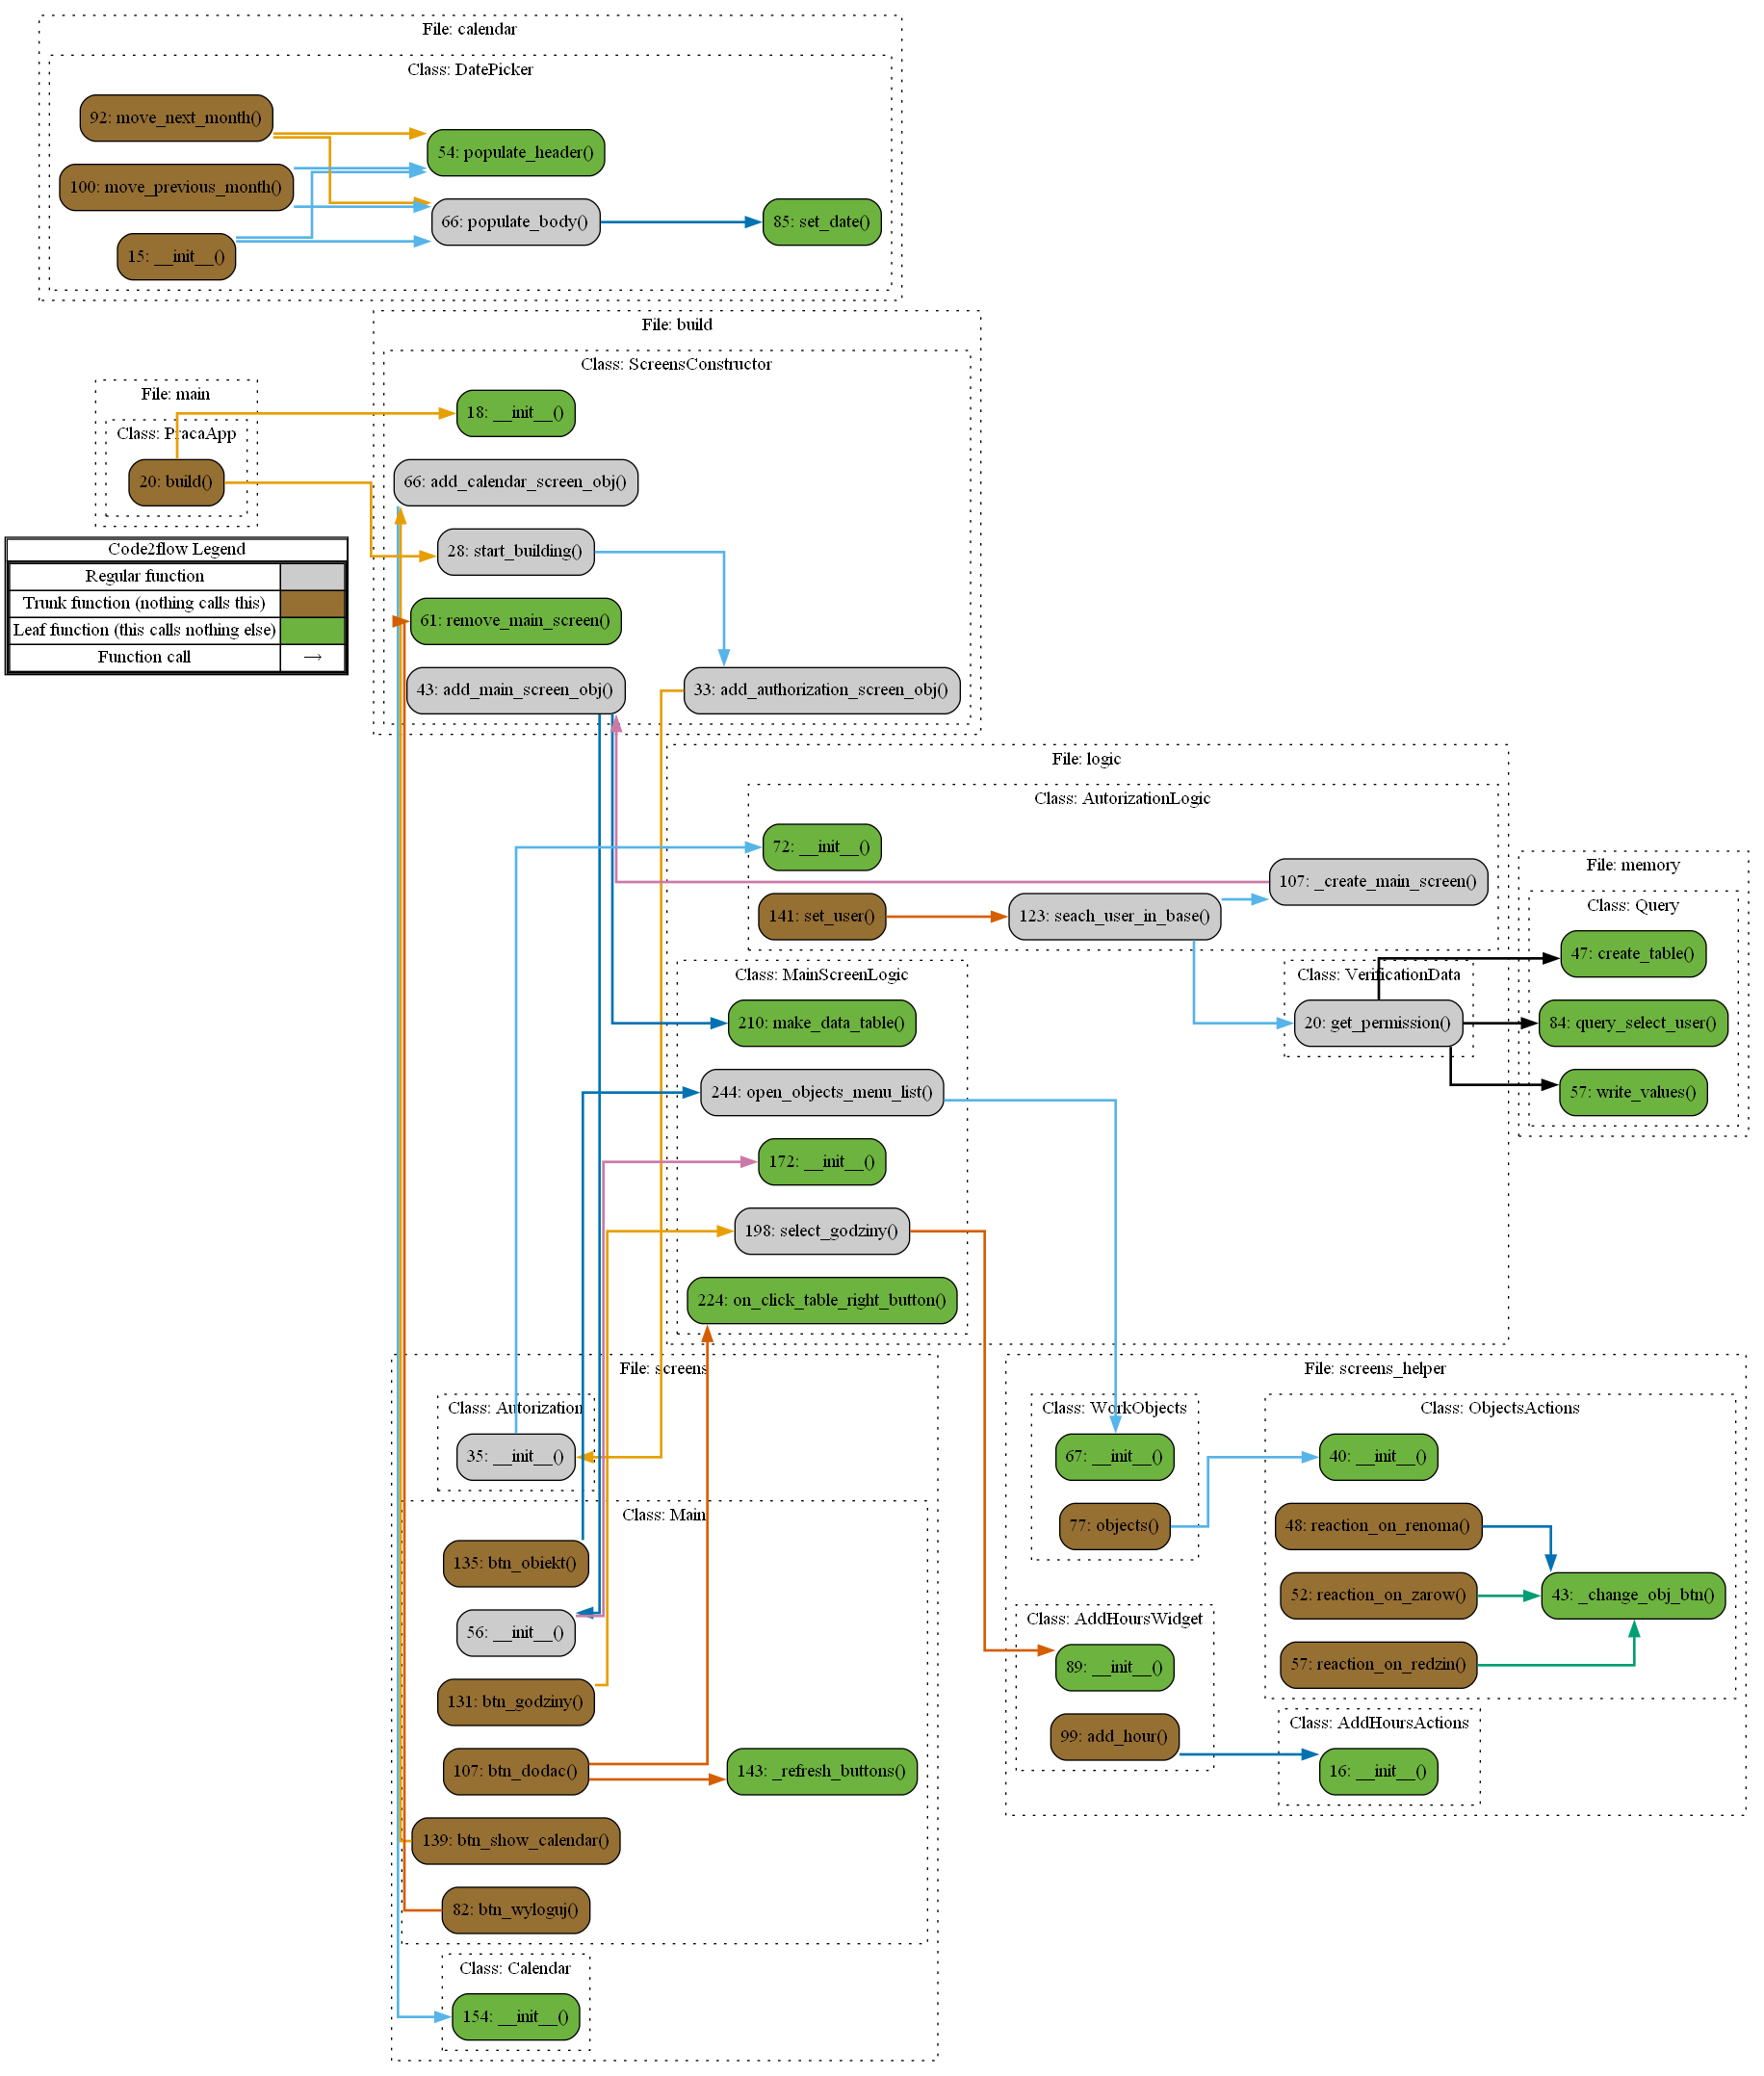 File: calendar
Class: DatePicker
92: move_next_month()
54: populate_header()
100: move_previous_month()
66: populate_body()
85: set_date()
15: __init__()
File: build
Class: ScreensConstructor
18: __init__()
File: main
Class: PracaApp
20: build()
66: add_calendar_screen_obj()
28: start_building()
61: remove_main_screen()
43: add_main_screen_obj()
33: add_authorization_screen_obj()
Code2flow Legend
Regular function
Trunk function (nothing calls this)
Leaf function (this calls nothing else)
Function call →
File: logic
Class: AutorizationLogic
72: __init__()
107: _create_main_screen()
141: set_user()
123: seach_user_in_base()
Class: MainScreenLogic
210: make_data_table()
244: open_objects_menu_list()
172: __init__()
198: select_godziny()
224: on_click_table_right_button()
Class: VerificationData
20: get_permission()
File: memory
Class: Query
47: create_table()
84: query_select_user()
57: write_values()
File: screens
Class: Autorization
35: __init__()
Class: Main
135: btn_obiekt()
56: __init__()
131: btn_godziny()
107: btn_dodac()
143: _refresh_buttons()
139: btn_show_calendar()
82: btn_wyloguj()
Class: Calendar
154: __init__()
File: screens_helper
Class: WorkObjects
67: __init__()
77: objects()
Class: ObjectsActions
40: __init__()
48: reaction_on_renoma()
52: reaction_on_zarow()
43: _change_obj_btn()
57: reaction_on_redzin()
Class: AddHoursWidget
89: __init__()
99: add_hour()
Class: AddHoursActions
16: __init__()